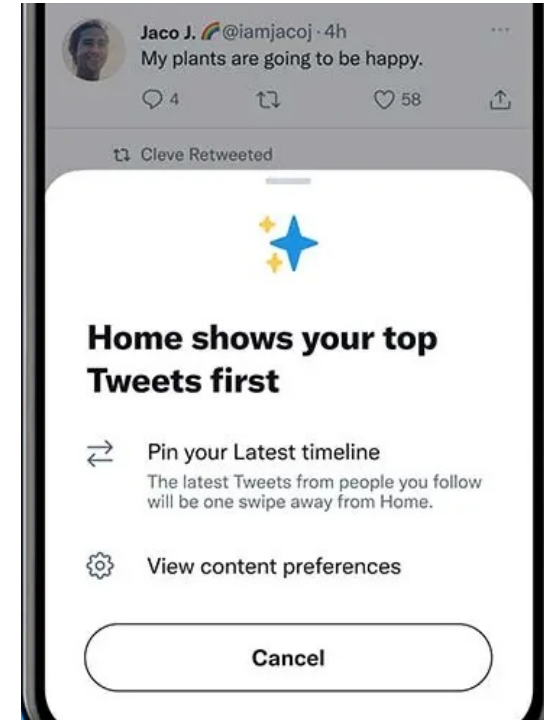 Jaco J. 🌈 @iamjacoj · 4h
My plants are going to be happy.
4 58
Cleve Retweeted
Home shows your top
Tweets first
Pin your Latest timeline
The latest Tweets from people you follow
will be one swipe away from Home.
View content preferences
Cancel